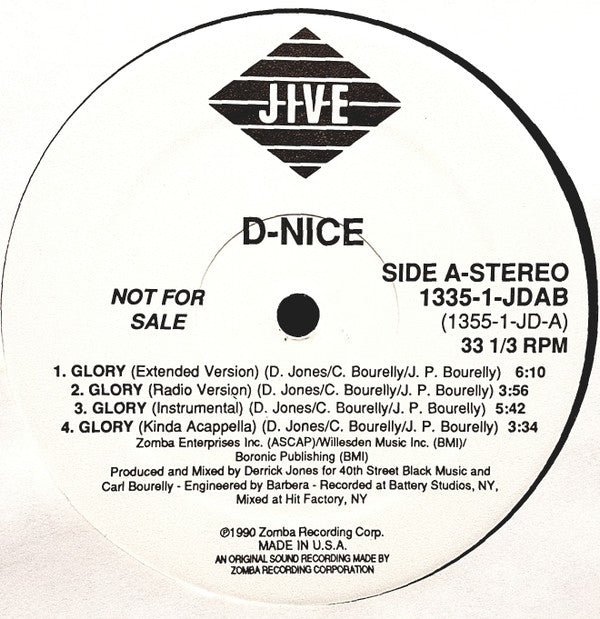 JIVE
D-NICE
SIDE A-STEREO
NOT FOR SALE
1335-1-JDAB
(1355-1-JD-A)
33 1/3 RPM
1. GLORY (Extended Version) (D. Jones/C. Bourelly/J. P. Bourelly) 6:10
2. GLORY (Radio Version) (D. Jones/C. Bourelly/J. P. Bourelly) 3:56
3. GLORY (Instrumental) (D. Jones/C. Bourelly/J. P. Bourelly) 5:42
4. GLORY (Kinda Acappella) (D. Jones/C. Bourelly/J. P. Bourelly) 3:34
Zomba Enterprises Inc. (ASCAP)/Willesden Music Inc. (BMI)/
Boronic Publishing (BMI)
Produced and Mixed by Derrick Jones for 40th Street Black Music and
Carl Bourelly - Engineered by Barbera - Recorded at Battery Studios, NY,
Mixed at Hit Factory, NY
℗1990 Zomba Recording Corp.
MADE IN U.S.A.
AN ORIGINAL SOUND RECORDING MADE BY
ZOMBA RECORDING CORPORATION